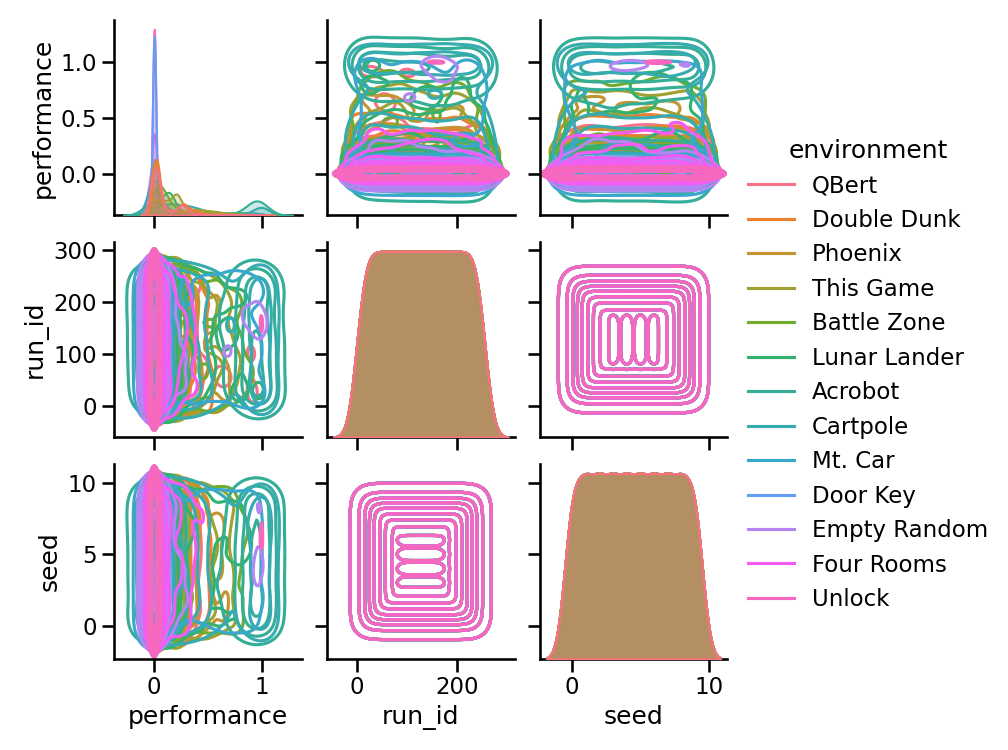 performance
1.0
0.5
0.0
run_id
300
200
100
0
seed
10
5
0
0 1
performance
0 200
run_id
0 10
seed
environment
QBert
Double Dunk
Phoenix
This Game
Battle Zone
Lunar Lander
Acrobot
Cartpole
Mt. Car
Door Key
Empty Random
Four Rooms
Unlock